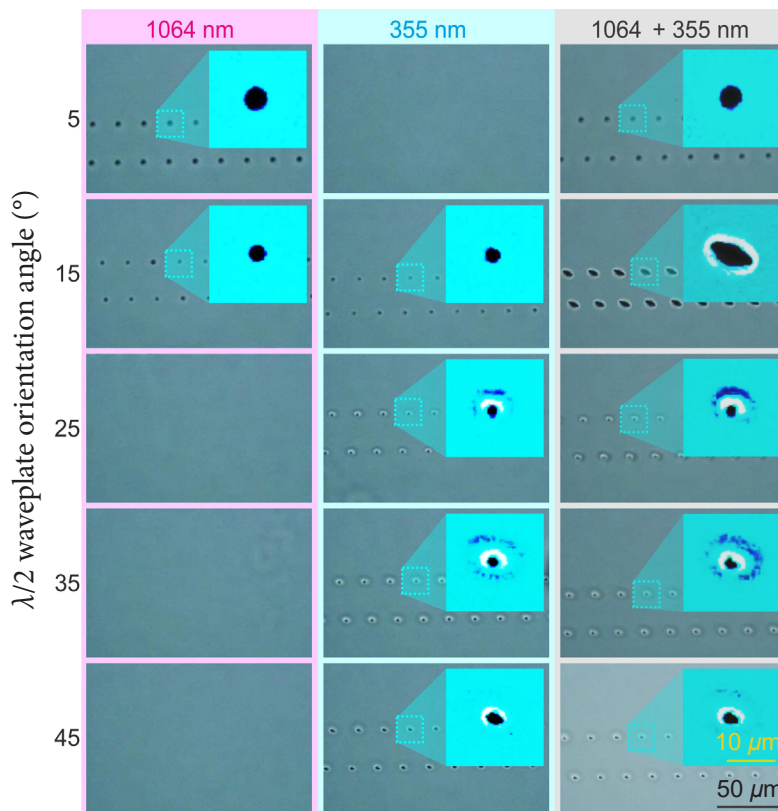 1064 nm
355 nm
1064 + 355 nm
λ/2 waveplate orientation angle (°)
5
15
25
35
45
10 µm
50 µm